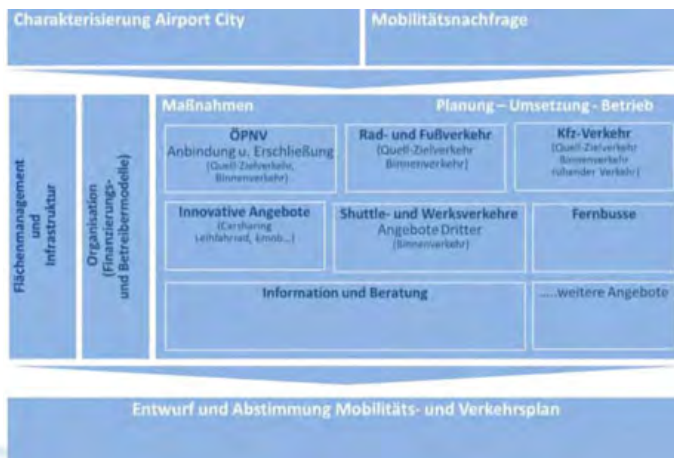 Charakterisierung Airport City
Mobilitätsnachfrage
Flächenmanagement
und
Infrastruktur
Organisation
(Finanzierungs-
und Betreibermodelle)
Maßnahmen
Planung – Umsetzung - Betrieb
ÖPNV
Anbindung u. Erschließung
(Quell-Zielverkehr,
Binnenverkehr)
Rad- und Fußverkehr
(Quell-Zielverkehr
Binnenverkehr)
Kfz-Verkehr
(Quell-Zielverkehr
Binnenverkehr
ruhender Verkehr)
Innovative Angebote
(Carsharing
Leihfahrrad, Emob...)
Shuttle- und Werksverkehre
Angebote Dritter
(Binnenverkehr)
Fernbusse
Information und Beratung
.....weitere Angebote
Entwurf und Abstimmung Mobilitäts- und Verkehrsplan